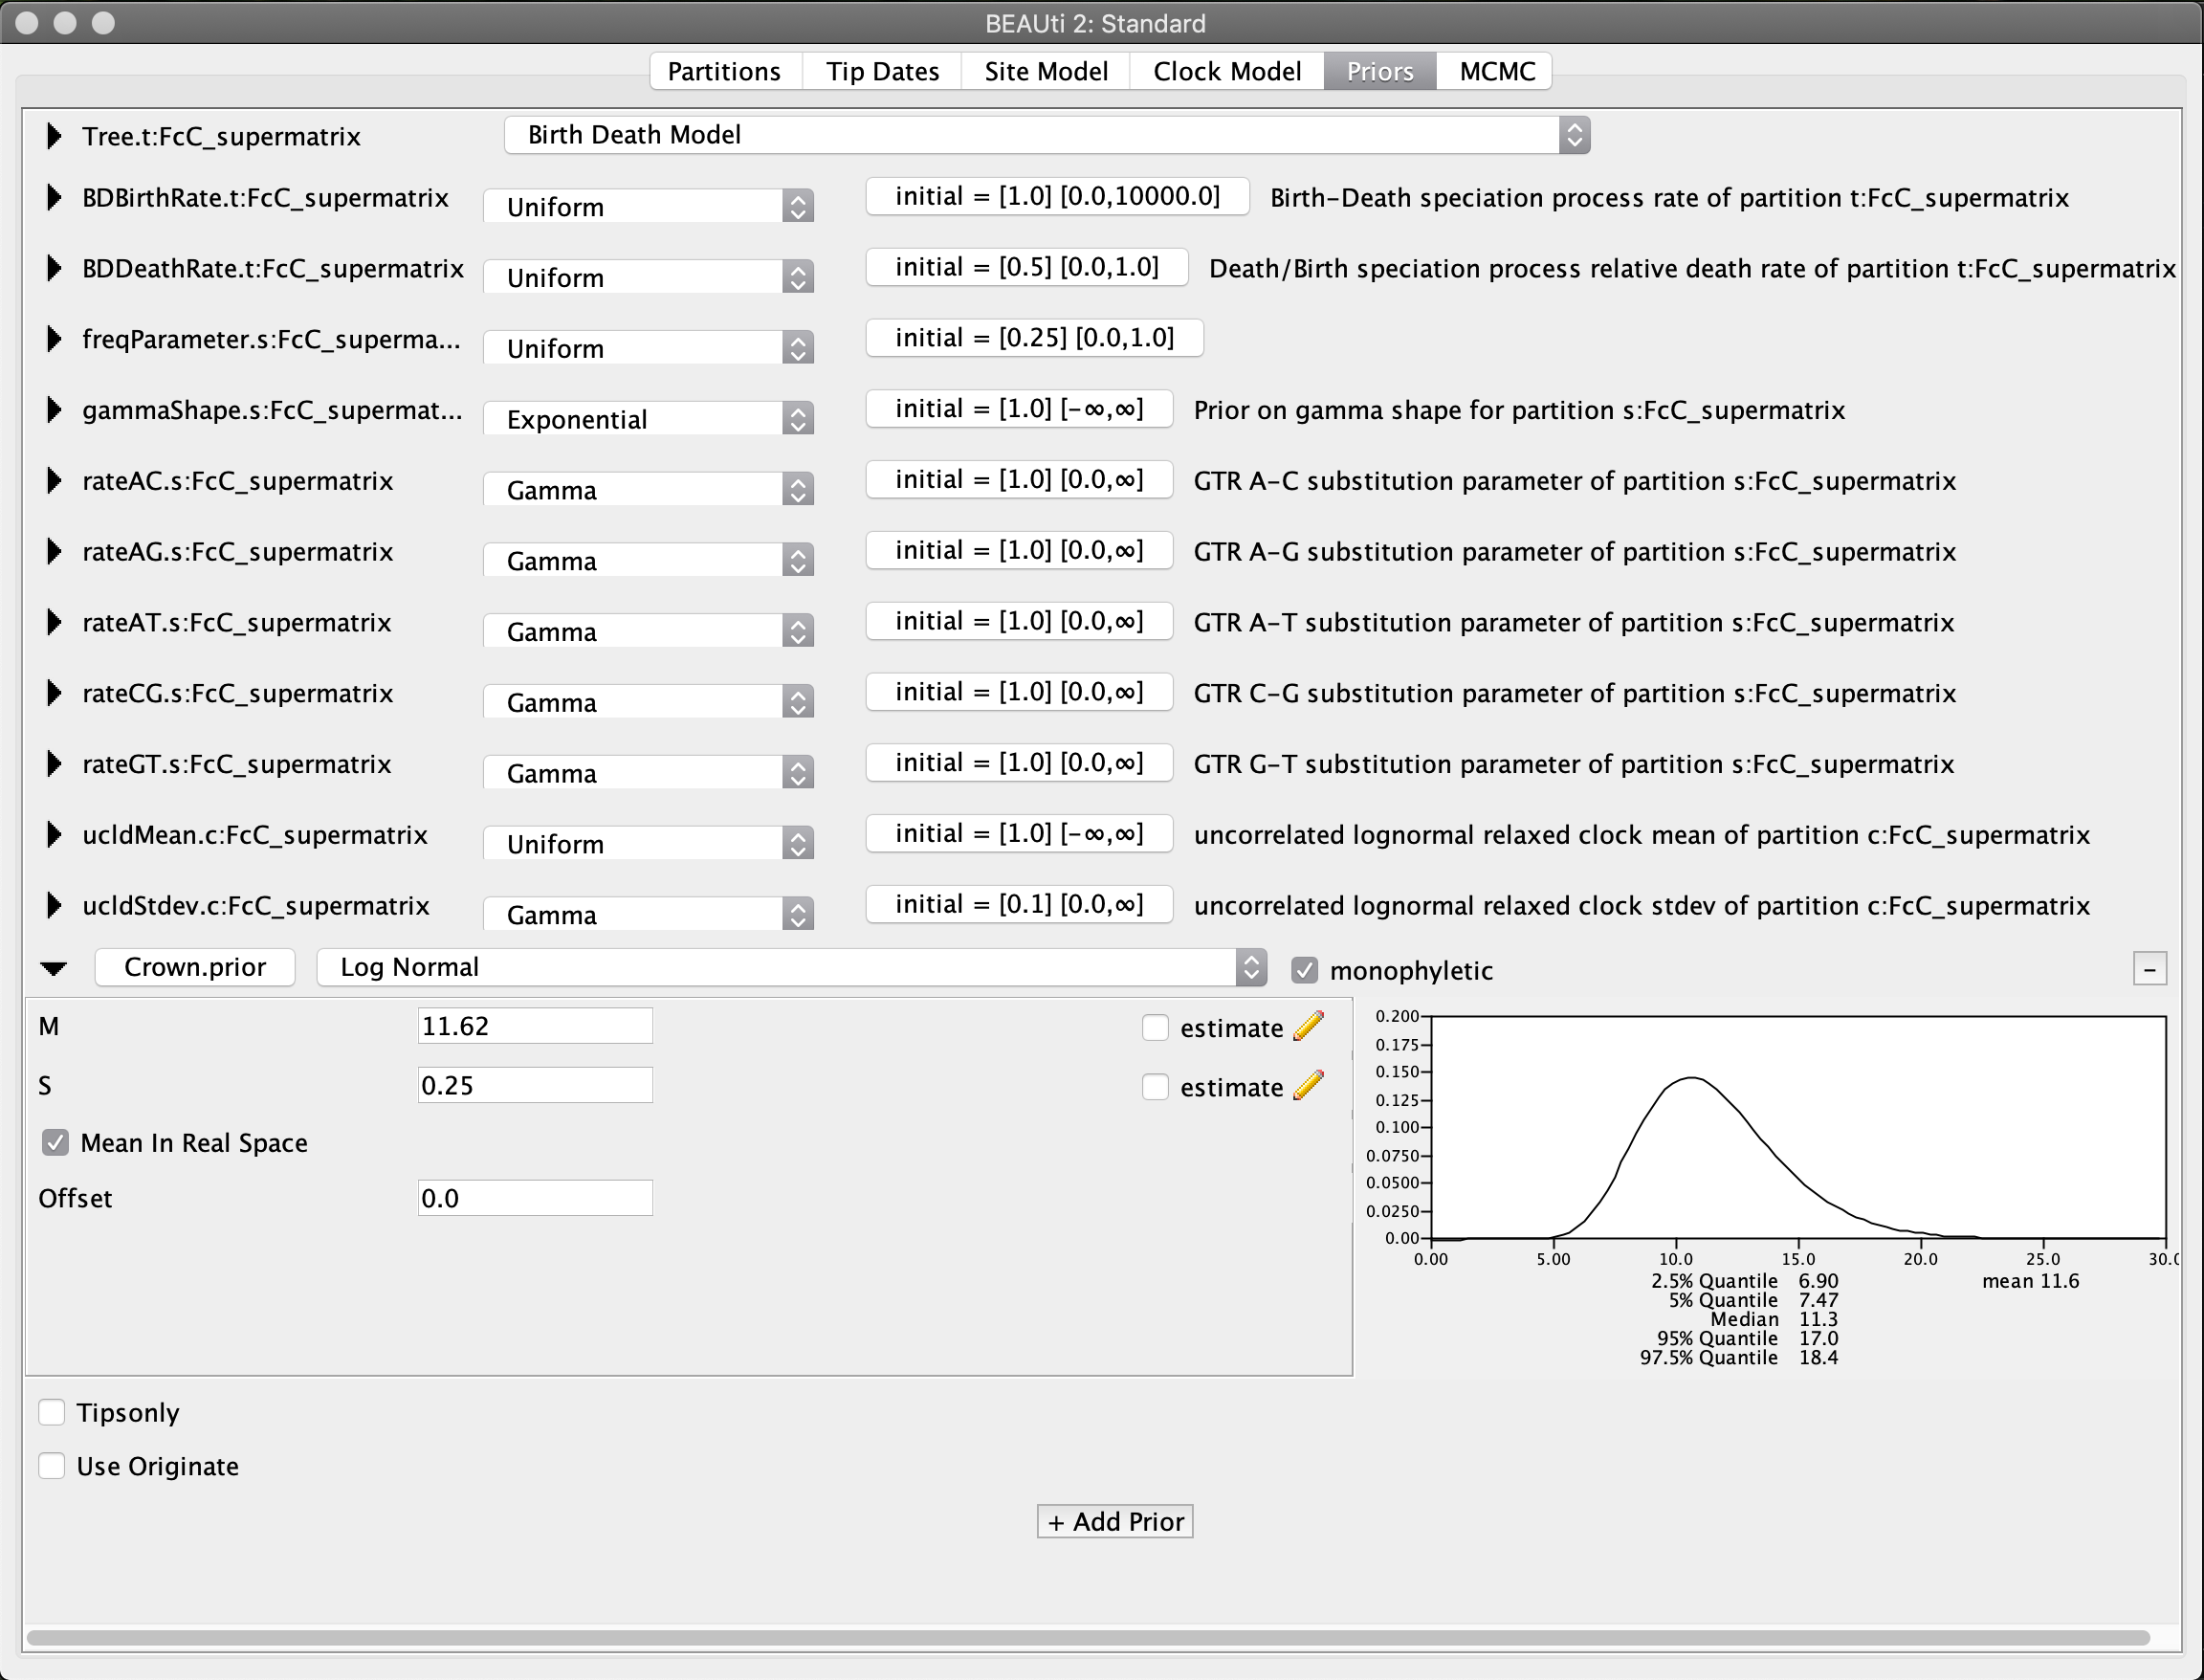 BEAUti 2: Standard
Partitions Tip Dates Site Model Clock Model Priors MCMC
Tree.t:FcC_supermatrix Birth Death Model
BDBirthRate.t:FcC_supermatrix Uniform initial = [1.0] [0.0,10000.0] Birth-Death speciation process rate of partition t:FcC_supermatrix
BDDeathRate.t:FcC_supermatrix Uniform initial = [0.5] [0.0,1.0] Death/Birth speciation process relative death rate of partition t:FcC_supermatrix
freqParameter.s:FcC_superma... Uniform initial = [0.25] [0.0,1.0]
gammaShape.s:FcC_supermat... Exponential initial = [1.0] [-∞,∞] Prior on gamma shape for partition s:FcC_supermatrix
rateAC.s:FcC_supermatrix Gamma initial = [1.0] [0.0,∞] GTR A-C substitution parameter of partition s:FcC_supermatrix
rateAG.s:FcC_supermatrix Gamma initial = [1.0] [0.0,∞] GTR A-G substitution parameter of partition s:FcC_supermatrix
rateAT.s:FcC_supermatrix Gamma initial = [1.0] [0.0,∞] GTR A-T substitution parameter of partition s:FcC_supermatrix
rateCG.s:FcC_supermatrix Gamma initial = [1.0] [0.0,∞] GTR C-G substitution parameter of partition s:FcC_supermatrix
rateGT.s:FcC_supermatrix Gamma initial = [1.0] [0.0,∞] GTR G-T substitution parameter of partition s:FcC_supermatrix
ucldMean.c:FcC_supermatrix Uniform initial = [1.0] [-∞,∞] uncorrelated lognormal relaxed clock mean of partition c:FcC_supermatrix
ucldStdev.c:FcC_supermatrix Gamma initial = [0.1] [0.0,∞] uncorrelated lognormal relaxed clock stdev of partition c:FcC_supermatrix
Crown.prior Log Normal monophyletic -
M 11.62 estimate
S 0.25 estimate
Mean In Real Space
Offset 0.0
0.200
0.175
0.150
0.125
0.100
0.0750
0.0500
0.0250
0.00
0.00 5.00 10.0 15.0 20.0 25.0 30.0
2.5% Quantile 6.90 mean 11.6
5% Quantile 7.47
Median 11.3
95% Quantile 17.0
97.5% Quantile 18.4
Tipsonly
Use Originate
+ Add Prior